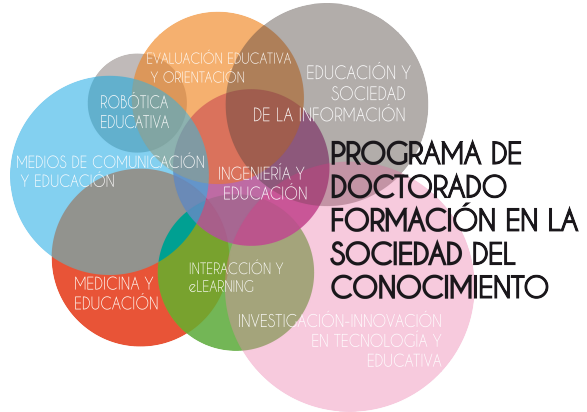 EVALUACIÓN EDUCATIVA
Y ORIENTACIÓN
EDUCACIÓN Y
SOCIEDAD
DE LA INFORMACIÓN
ROBÓTICA
EDUCATIVA
MEDIOS DE COMUNICACIÓN
Y EDUCACIÓN
INGENIERÍA Y
EDUCACIÓN
PROGRAMA DE
DOCTORADO
FORMACIÓN EN LA
SOCIEDAD DEL
CONOCIMIENTO
MEDICINA Y
EDUCACIÓN
INTERACCIÓN Y
eLEARNING
INVESTIGACIÓN-INNOVACIÓN
EN TECNOLOGÍA Y
EDUCATIVA